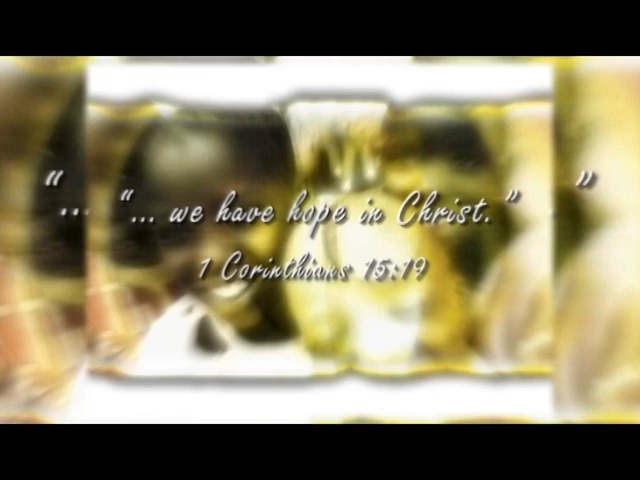 “... “... we have hope in Christ.” . ”
1 Corinthians 15:19